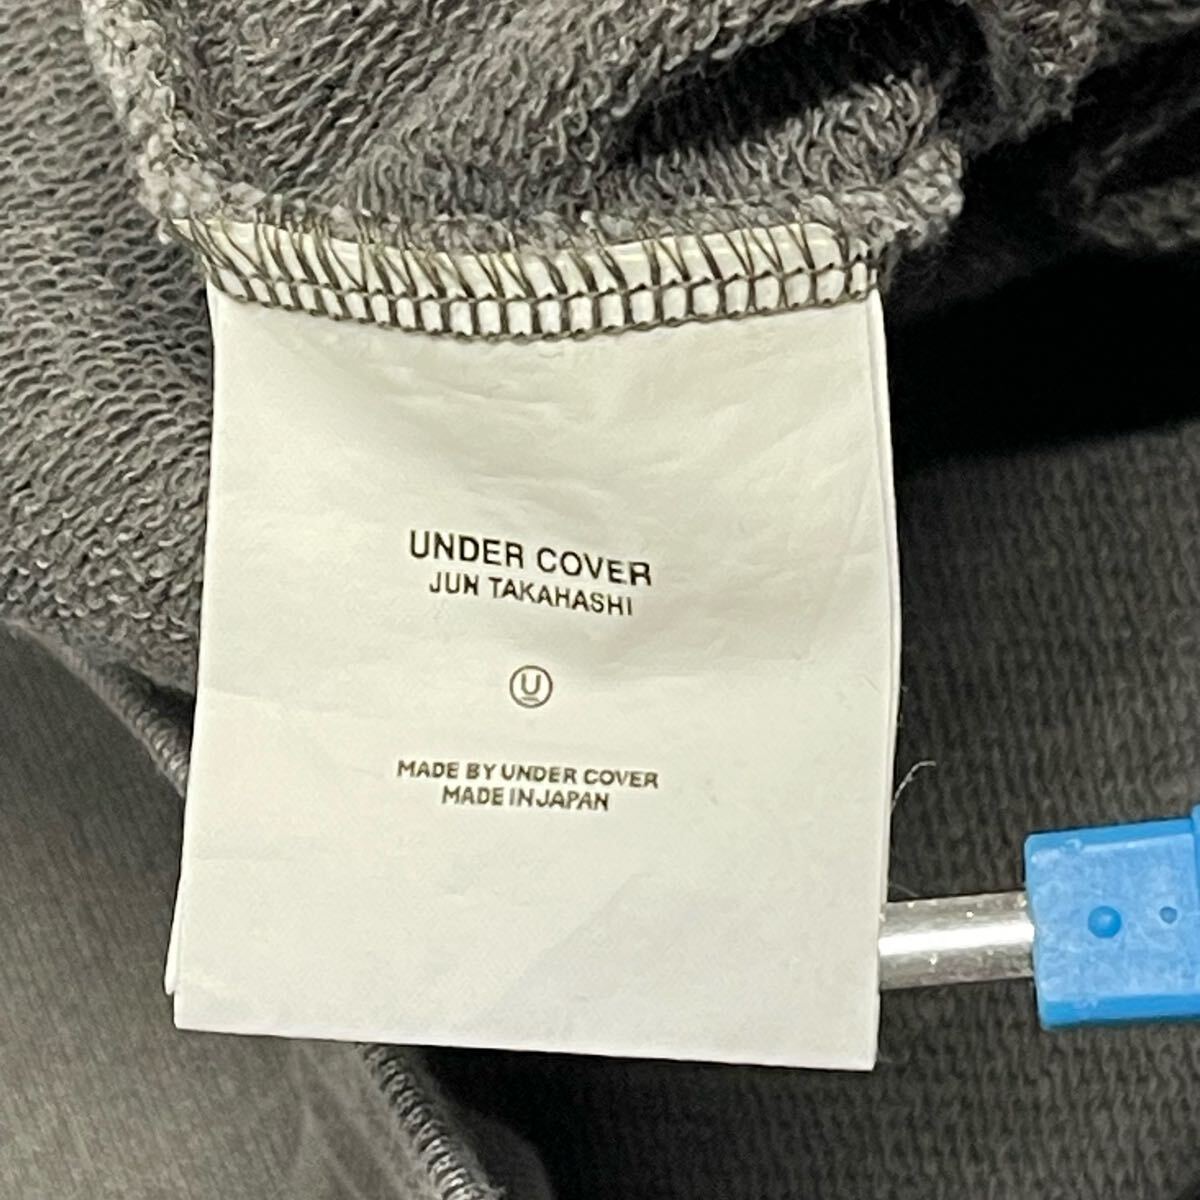 UNDER COVER
JUN TAKAHASHI
U
MADE BY UNDER COVER
MADE IN JAPAN